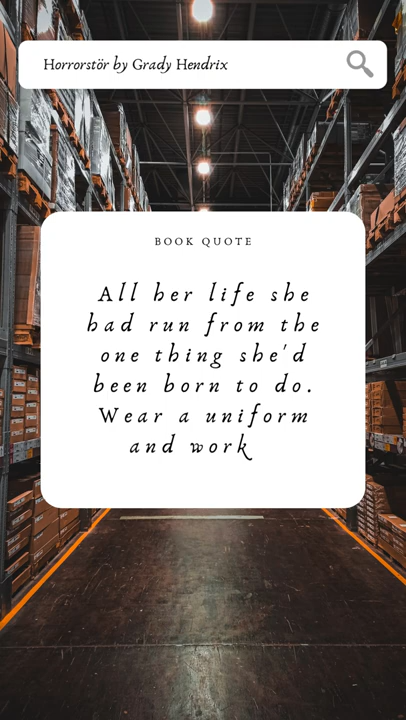 Horrorstör by Grady Hendrix
BOOK QUOTE
All her life she
had run from the
one thing she'd
been born to do.
Wear a uniform
and work